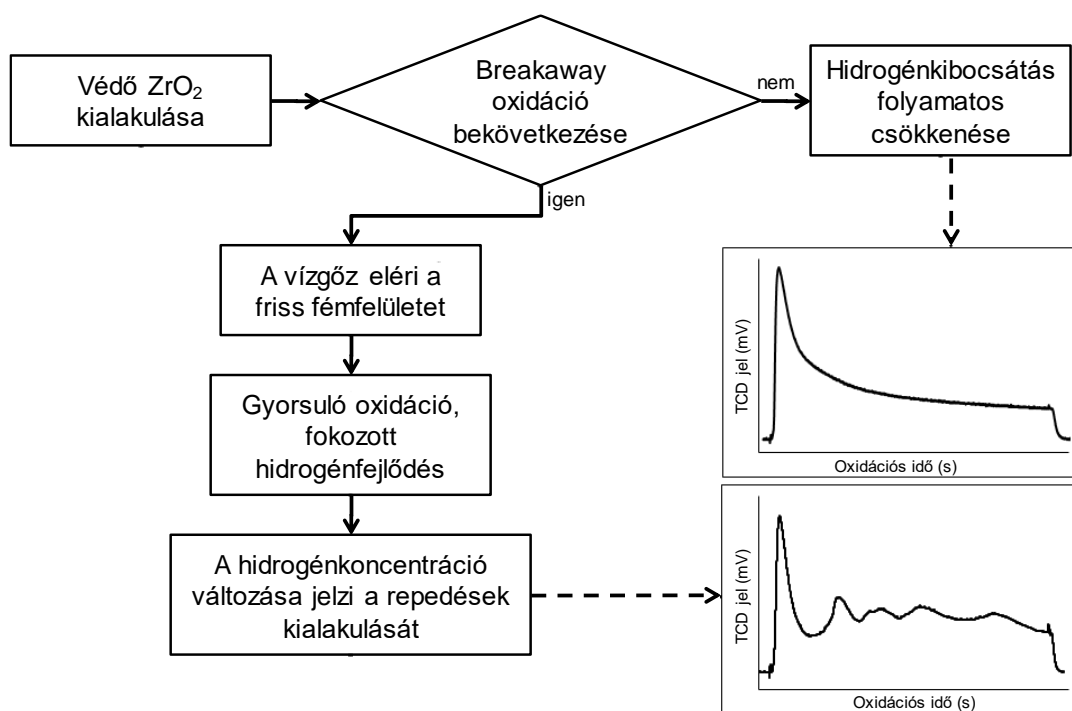 Védő ZrO₂
kialakulása
Breakaway
oxidáció
bekövetkezése
nem
Hidrogénkibocsátás
folyamatos
csökkenése
igen
A vízgőz eléri a
friss fémfelületet
Gyorsuló oxidáció,
fokozott
hidrogénfejlődés
A hidrogénkoncentráció
változása jelzi a repedések
kialakulását
TCD jel (mV)
Oxidációs idő (s)
TCD jel (mV)
Oxidációs idő (s)